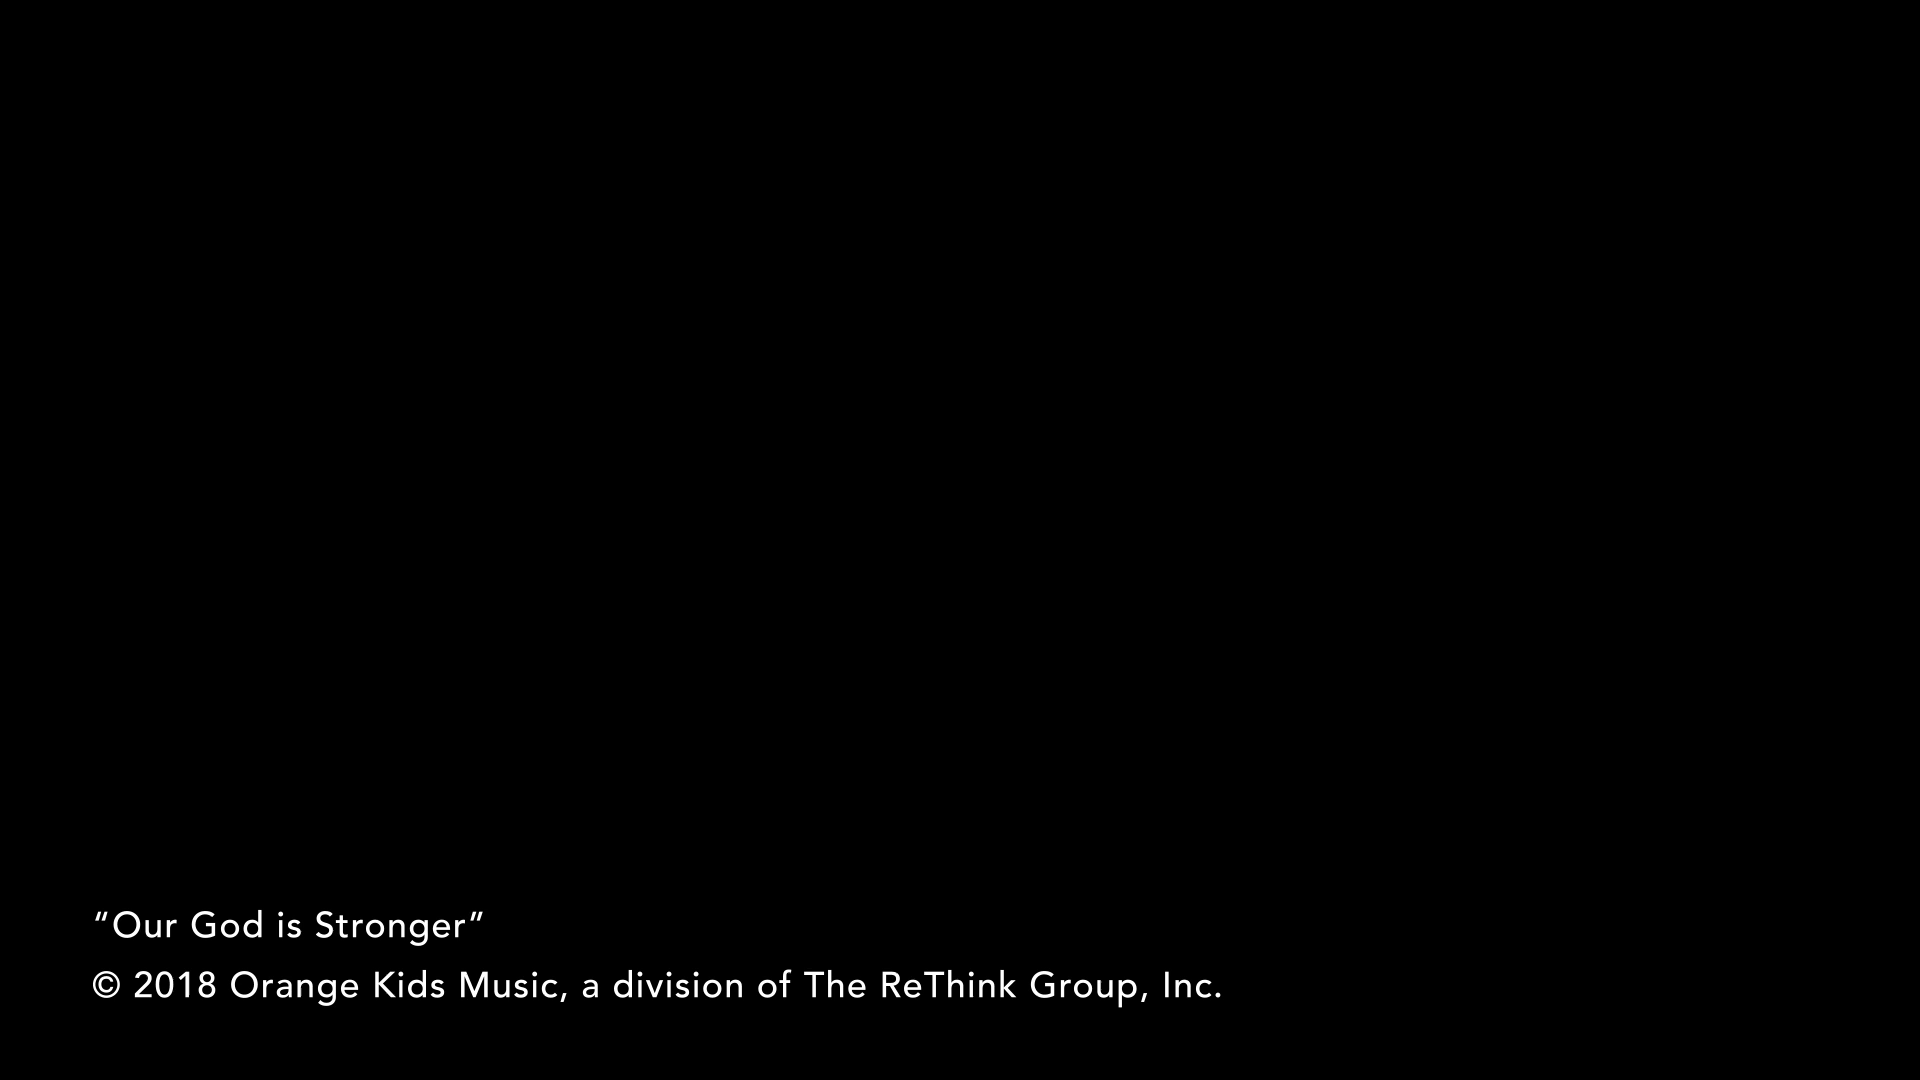 “Our God is Stronger”
© 2018 Orange Kids Music, a division of The ReThink Group, Inc.